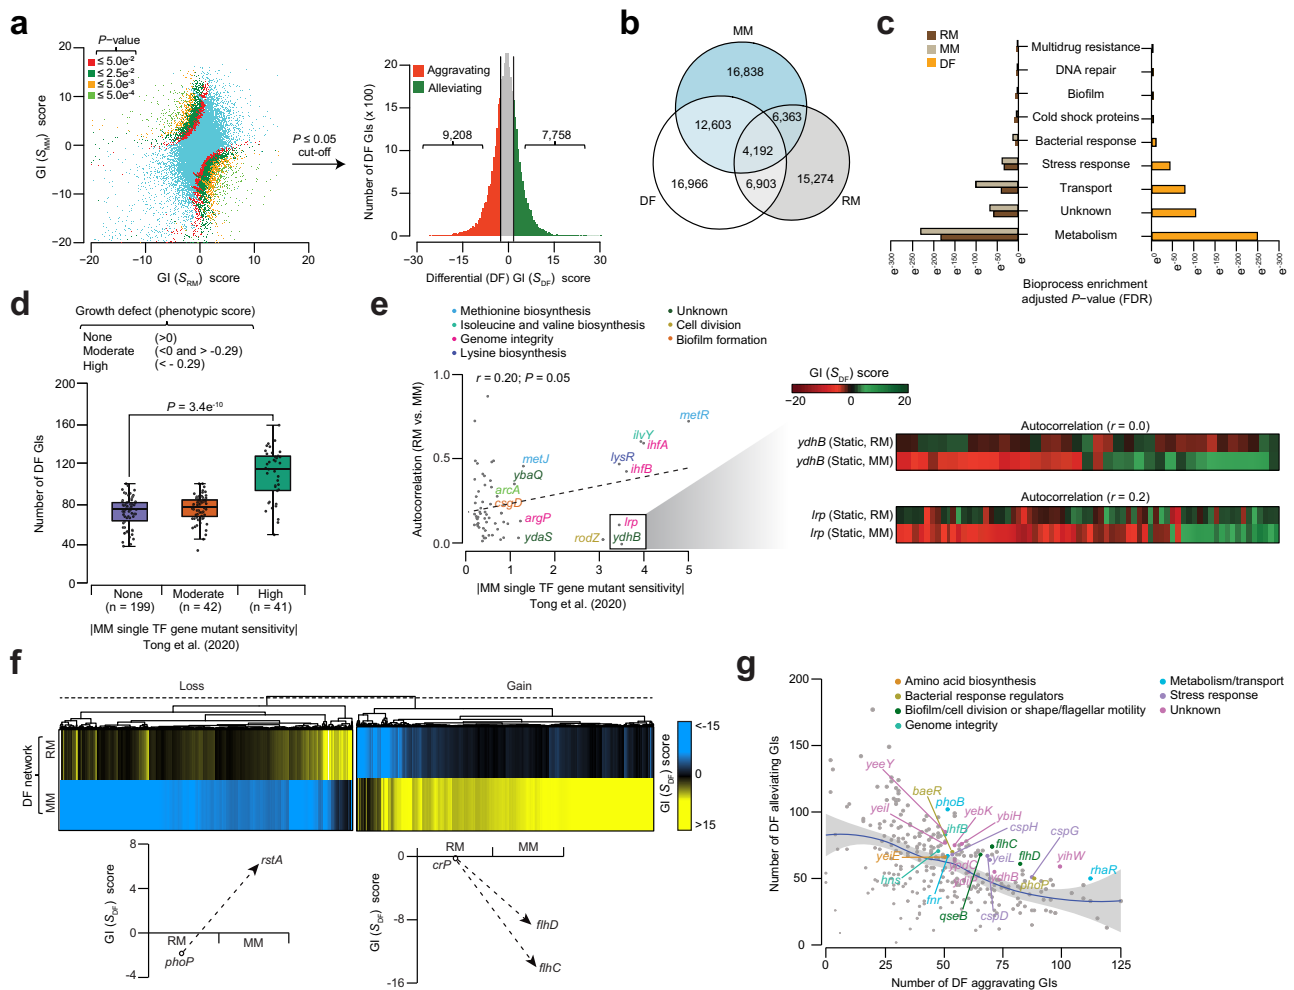 a
P−value
≤ 5.0e-2
≤ 2.5e-2
≤ 5.0e-3
≤ 5.0e-4
20
10
0
−10
−20
GI (SMM) score
−20
−10
0
10
20
GI (SRM) score
P ≤ 0.05
cut-off
Aggravating
Alleviating
9,208
7,758
20
15
10
5
0
Number of DF GIs (x 100)
−30
−15
0
15
30
Differential (DF) GI (SDF) score
b
MM
16,838
12,603
6,363
4,192
16,966
6,903
15,274
DF
RM
c
RM
MM
DF
Multidrug resistance
DNA repair
Biofilm
Cold shock proteins
Bacterial response
Stress response
Transport
Unknown
Metabolism
e-300
e-250
e-200
e-150
e-100
e-50
e0
e0
e-50
e-100
e-150
e-200
e-250
e-300
Bioprocess enrichment
adjusted P−value (FDR)
d
Growth defect (phenotypic score)
None (>0)
Moderate (<0 and > -0.29)
High (< - 0.29)
200
160
120
80
40
0
Number of DF GIs
P = 3.4e-10
None
(n = 199)
Moderate
(n = 42)
High
(n = 41)
|MM single TF gene mutant sensitivity|
Tong et al. (2020)
e
Methionine biosynthesis
Isoleucine and valine biosynthesis
Genome integrity
Lysine biosynthesis
Unknown
Cell division
Biofilm formation
r = 0.20; P = 0.05
1.0
0.5
0.0
Autocorrelation (RM vs. MM)
metR
ilvY
ihfA
lysR
ihfB
metJ
ybaQ
arcA
csgD
argP
ydaS
rodZ
lrp
ydhB
0
1
2
3
4
5
|MM single TF gene mutant sensitivity|
Tong et al. (2020)
GI (SDF) score
−20
0
20
Autocorrelation (r = 0.0)
ydhB (Static, RM)
ydhB (Static, MM)
Autocorrelation (r = 0.2)
lrp (Static, RM)
lrp (Static, MM)
f
Loss
Gain
DF network
RM
MM
<-15
0
>15
GI (SDF) score
8
4
0
−4
GI (SDF) score
RM
MM
phoP
rstA
0
-8
-16
GI (SDF) score
RM
MM
crP
flhD
flhC
g
Amino acid biosynthesis
Bacterial response regulators
Biofilm/cell division or shape/flagellar motility
Genome integrity
Metabolism/transport
Stress response
Unknown
200
150
100
50
0
Number of DF alleviating GIs
yeeY
baeR
phoB
yeiI
yebK
ybiH
ihfB
cspH
cspG
flhC
yeiE
yeiL
flhD
yihW
rhaR
hns
ydhB
phoP
fnr
qseB
cspD
0
25
50
75
100
125
Number of DF aggravating GIs